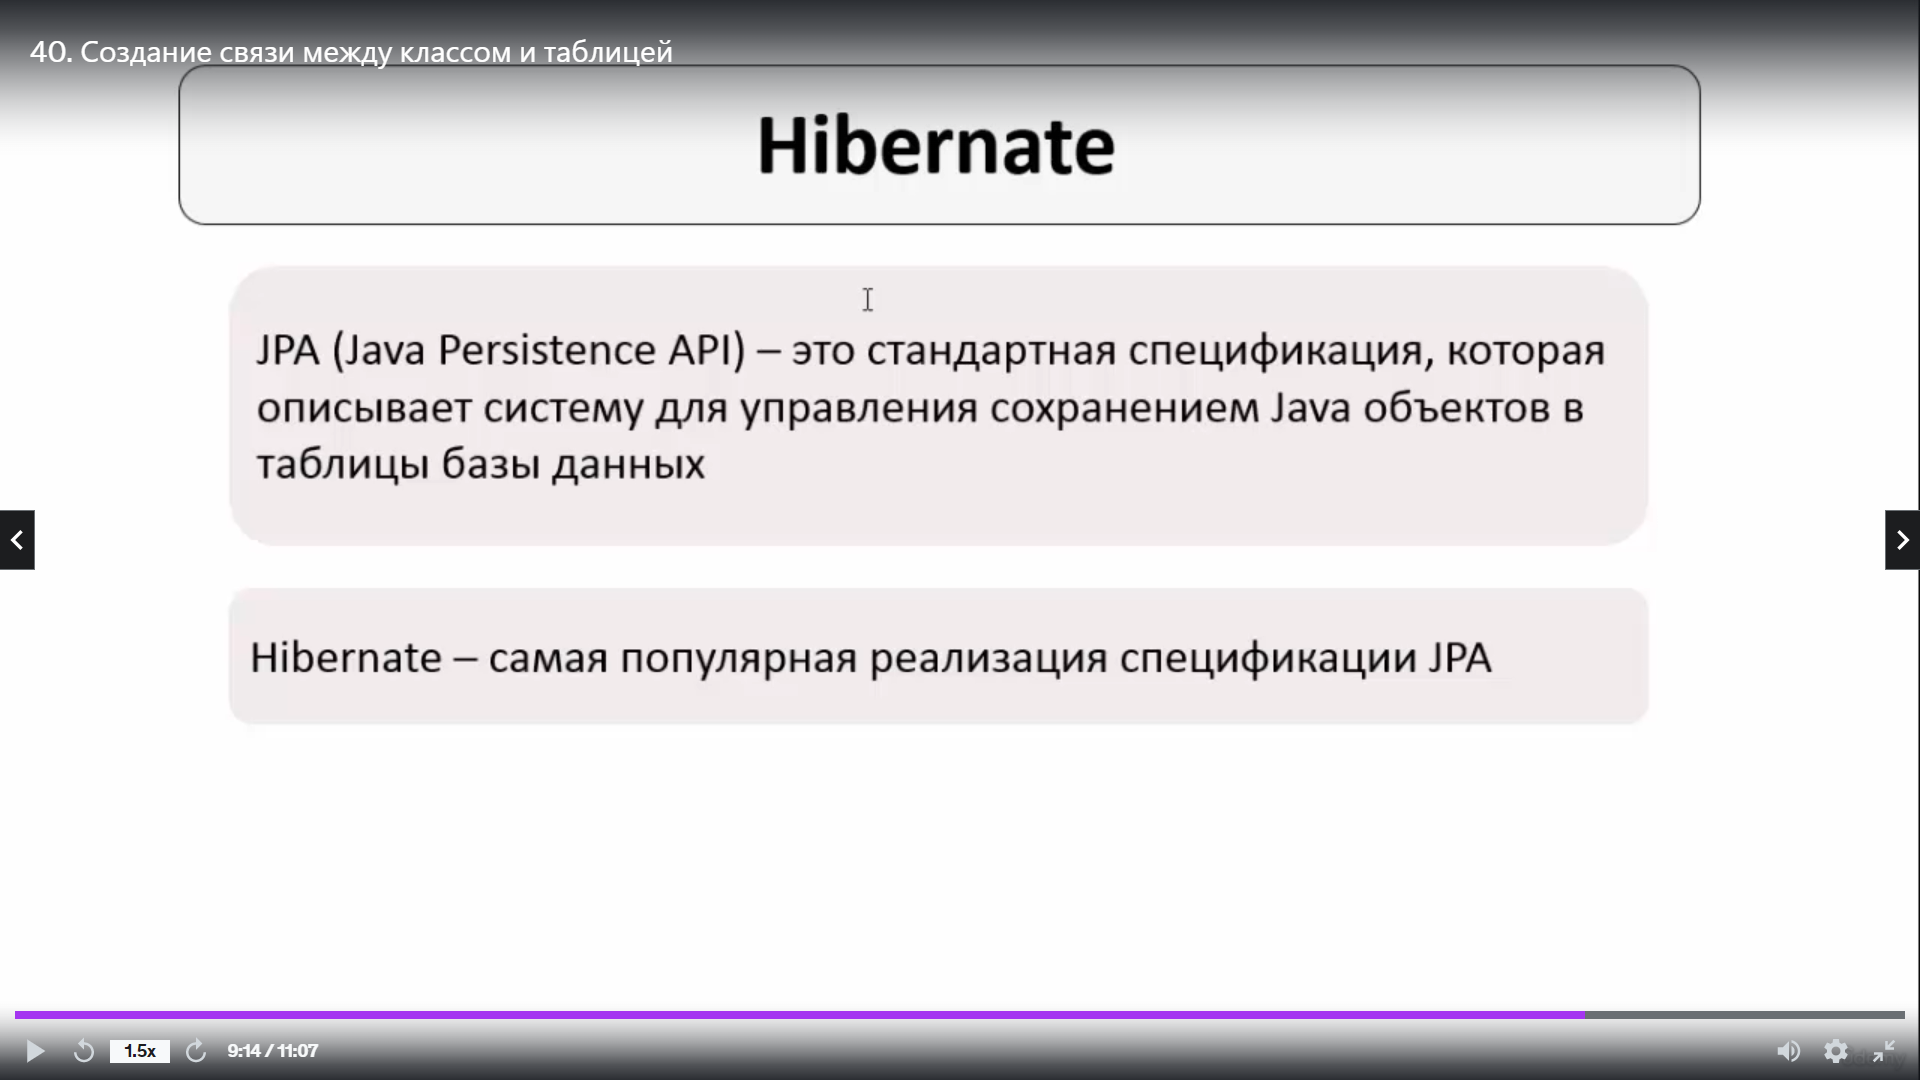 40. Создание связи между классом и таблицей
Hibernate
JPA (Java Persistence API) – это стандартная спецификация, которая
описывает систему для управления сохранением Java объектов в
таблицы базы данных
Hibernate – самая популярная реализация спецификации JPA
1.5x
9:14 / 11:07